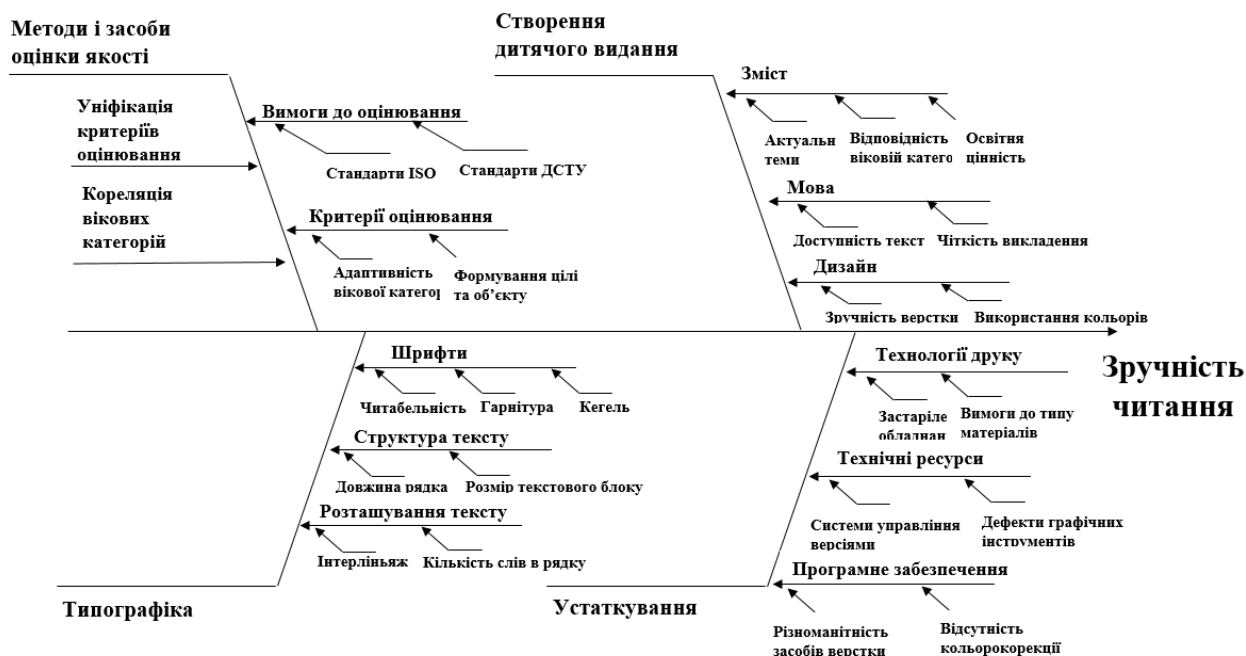 Методи і засоби
оцінки якості
Створення
дитячого видання
Уніфікація
критеріїв
оцінювання
Кореляція
вікових
категорій
Вимоги до оцінювання
Стандарти ISO
Стандарти ДСТУ
Критерії оцінювання
Адаптивність
вікової категор
Формування цілі
та об’єкту
Зміст
Актуальн
теми
Відповідність
віковій катего
Освітня
цінність
Мова
Доступність текст
Чіткість викладення
Дизайн
Зручність верстки
Використання кольорів
Зручність
читання
Шрифти
Читабельність
Гарнітура
Кегель
Структура тексту
Довжина рядка
Розмір текстового блоку
Розташування тексту
Інтерліньяж
Кількість слів в рядку
Типографіка
Технології друку
Застаріле
обладнан
Вимоги до типу
матеріалів
Технічні ресурси
Системи управління
версіями
Дефекти графічних
інструментів
Програмне забезпечення
Різноманітність
засобів верстки
Відсутність
кольорокорекції
Устаткування